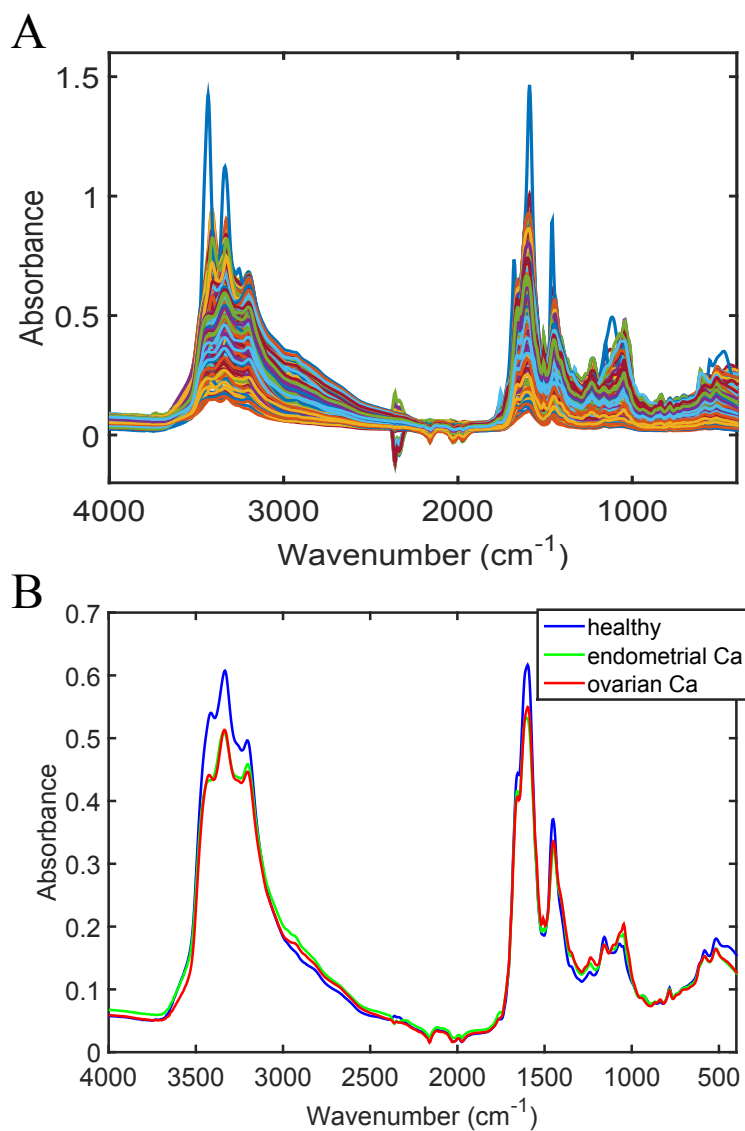 A
1.5
1
0.5
0
Absorbance
4000 3000 2000 1000
Wavenumber (cm⁻¹)
B
0.7
0.6
0.5
0.4
0.3
0.2
0.1
0
Absorbance
healthy
endometrial Ca
ovarian Ca
4000 3500 3000 2500 2000 1500 1000 500
Wavenumber (cm⁻¹)